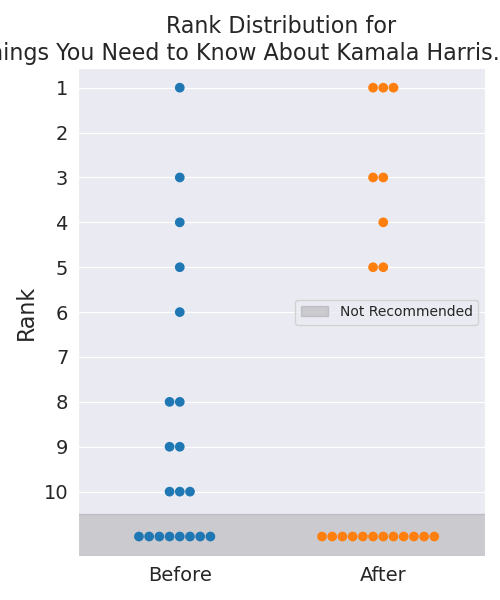 Rank Distribution for
ings You Need to Know About Kamala Harris.
1
2
3
4
5
6
7
8
9
10
Rank
Not Recommended
Before
After